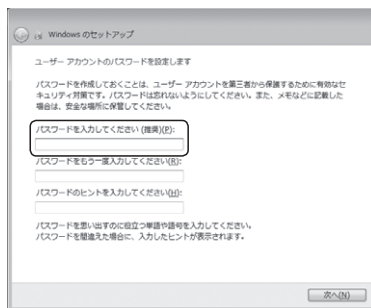 Windows のセットアップ
ユーザー アカウントのパスワードを設定します
パスワードを作成しておくことは、ユーザー アカウントを第三者から保護するために有効なセ
キュリティ対策です。パスワードは忘れないようにしてください。また、メモなどに記載した
場合は、安全な場所に保管してください。
パスワードを入力してください (推奨)(P):
パスワードをもう一度入力してください(R):
パスワードのヒントを入力してください(H):
パスワードを思い出すのに役立つ単語や語句を入力してください。
パスワードを間違えた場合に、入力したヒントが表示されます。
次へ(N)